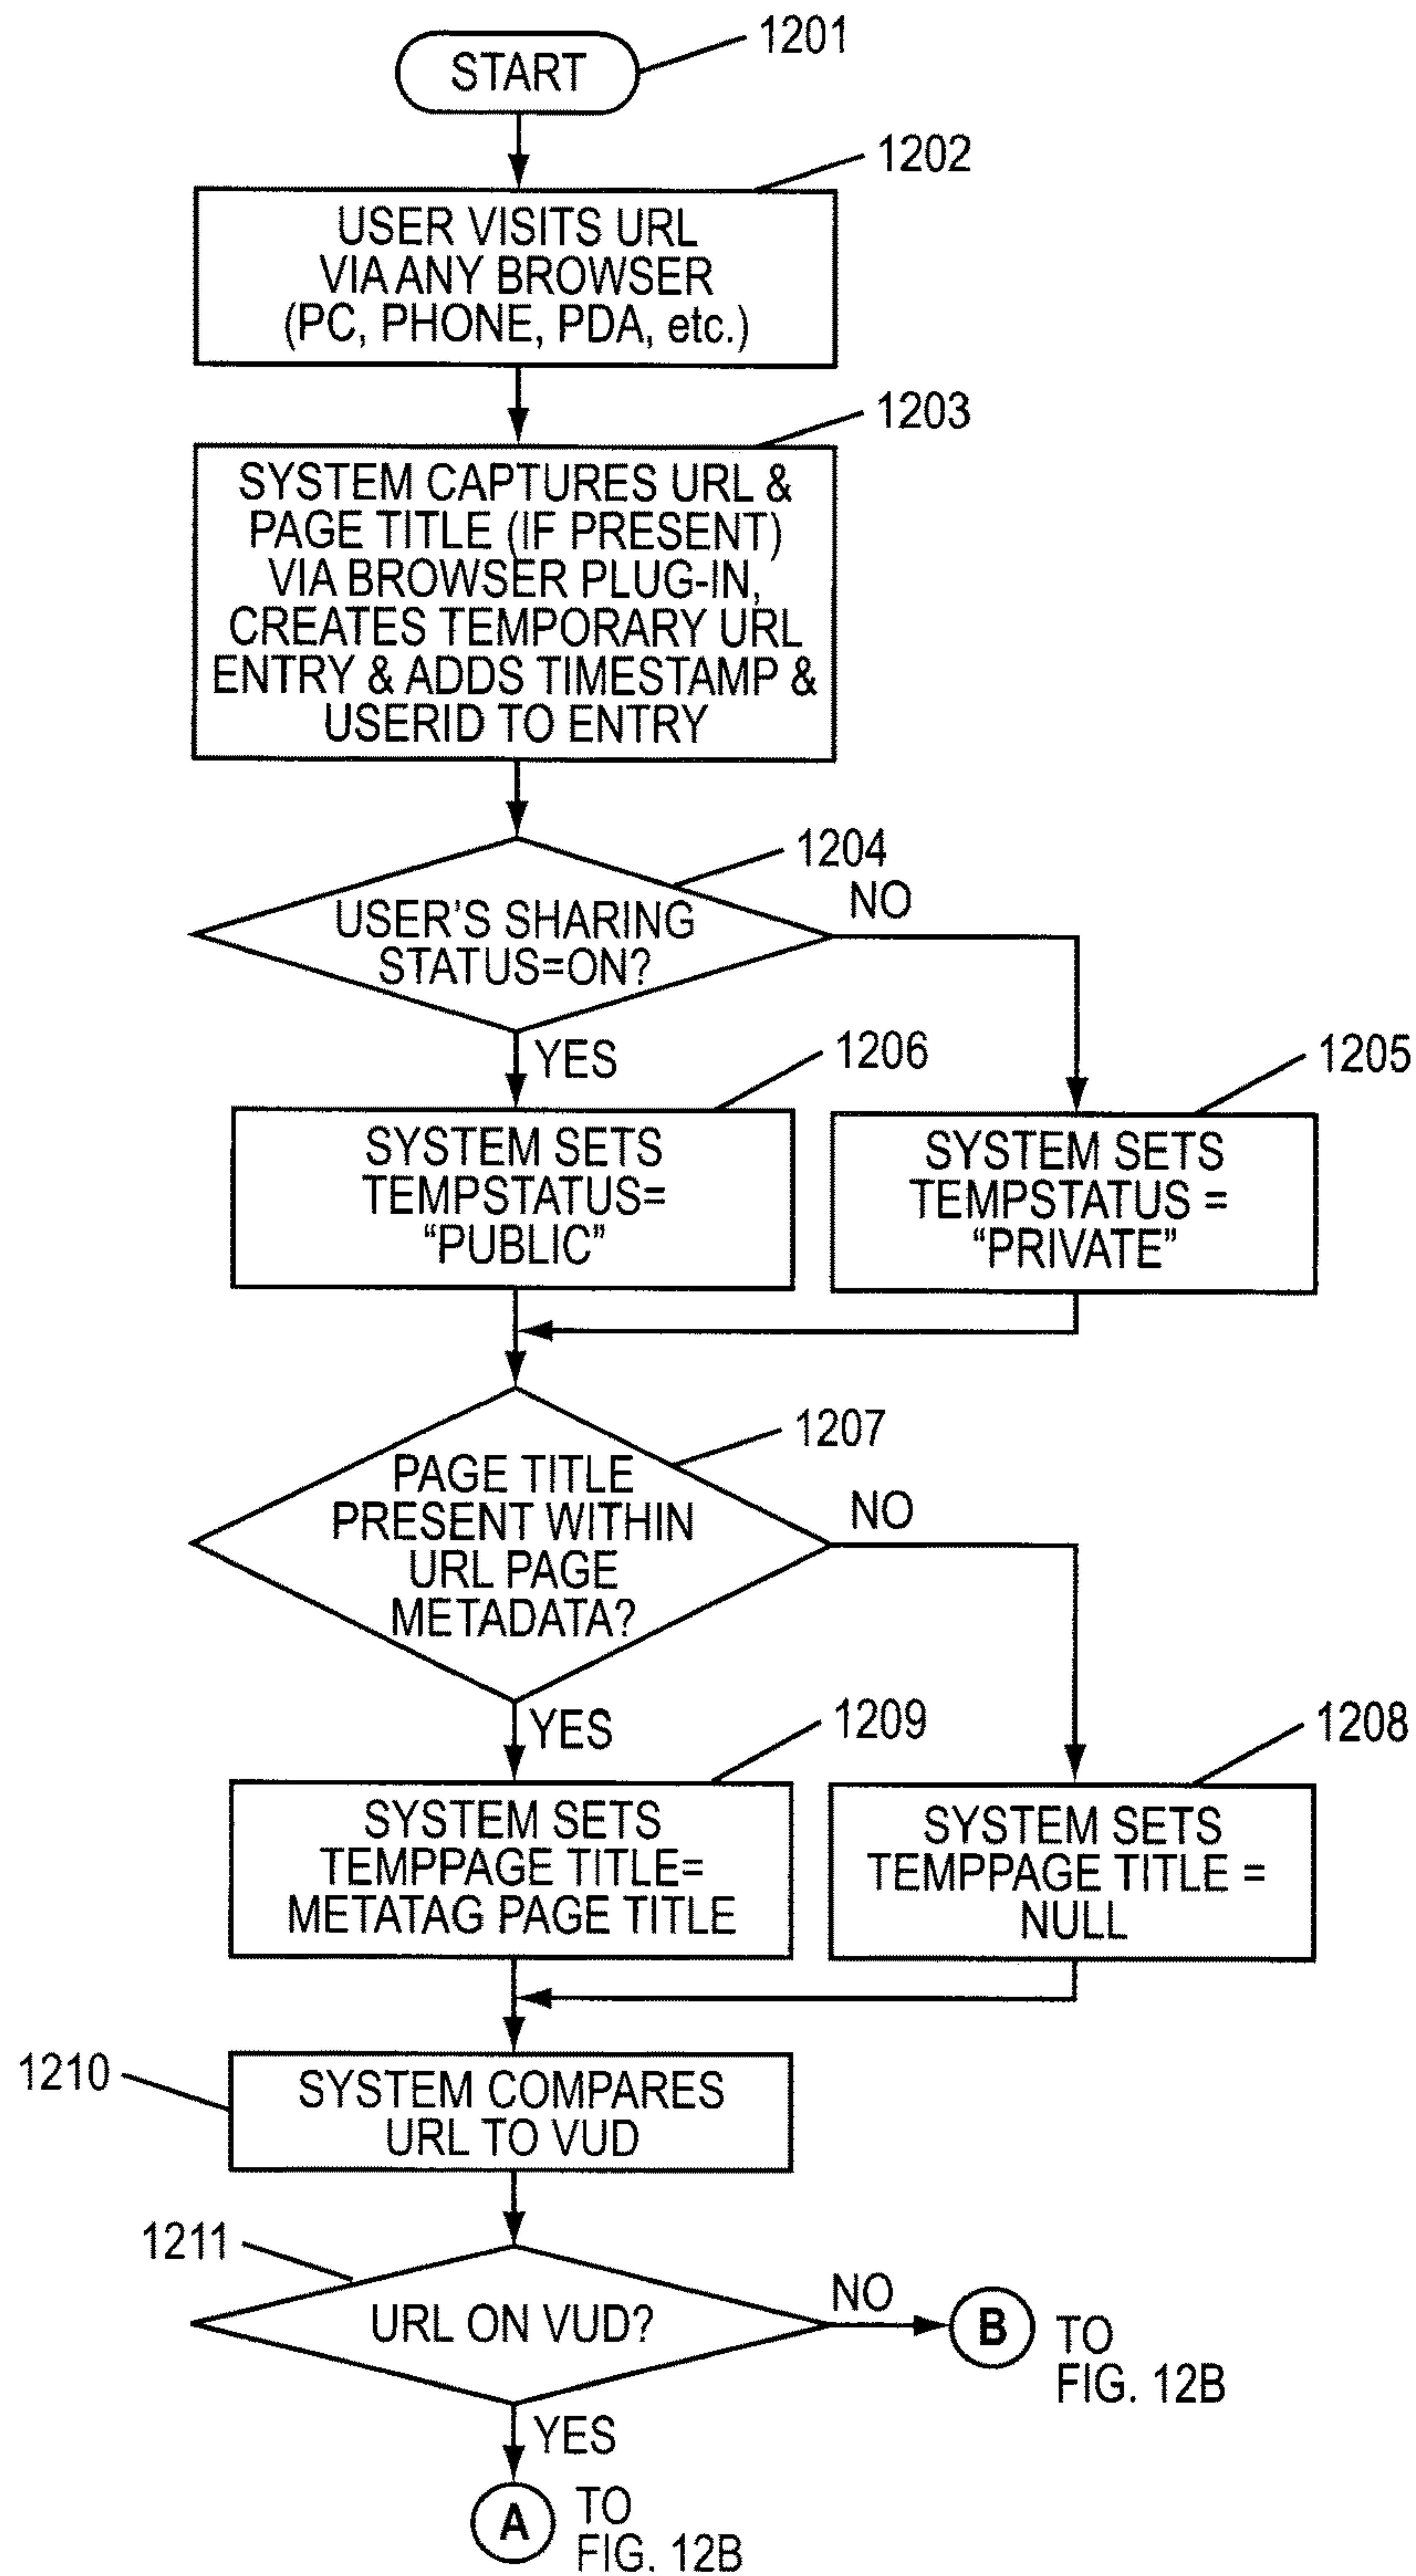 START
1201
1202
USER VISITS URL
VIA ANY BROWSER
(PC, PHONE, PDA, etc.)
1203
SYSTEM CAPTURES URL &
PAGE TITLE (IF PRESENT)
VIA BROWSER PLUG-IN,
CREATES TEMPORARY URL
ENTRY & ADDS TIMESTAMP &
USERID TO ENTRY
1204
NO
USER'S SHARING
STATUS=ON?
YES
1206
1205
SYSTEM SETS
TEMPSTATUS=
“PUBLIC”
SYSTEM SETS
TEMPSTATUS =
“PRIVATE”
1207
PAGE TITLE
PRESENT WITHIN
URL PAGE
METADATA?
NO
YES
1209
1208
SYSTEM SETS
TEMPPAGE TITLE=
METATAG PAGE TITLE
SYSTEM SETS
TEMPPAGE TITLE =
NULL
1210
SYSTEM COMPARES
URL TO VUD
1211
URL ON VUD?
NO
B
TO
FIG. 12B
YES
A
TO
FIG. 12B